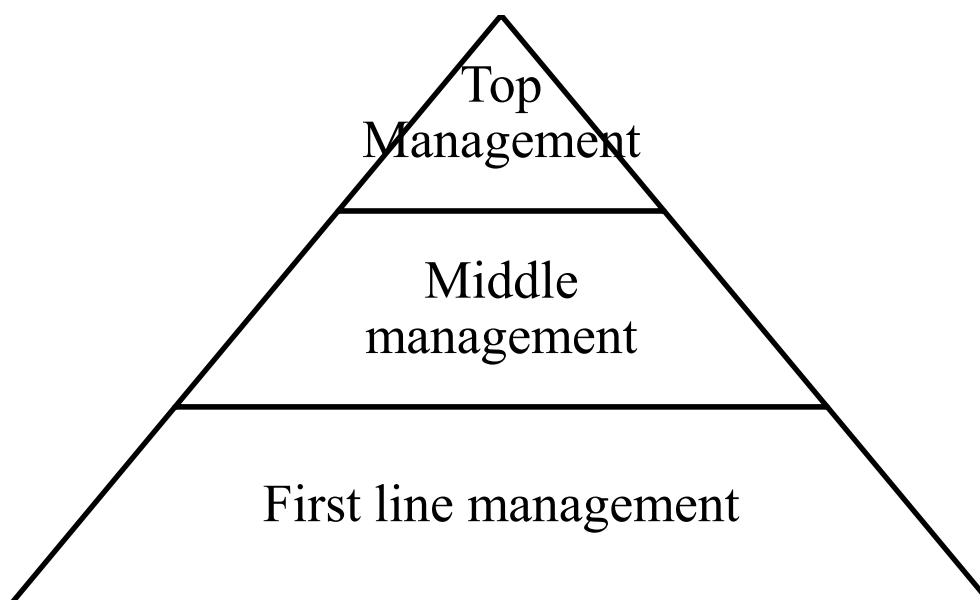 Top
Management
Middle
management
First line management